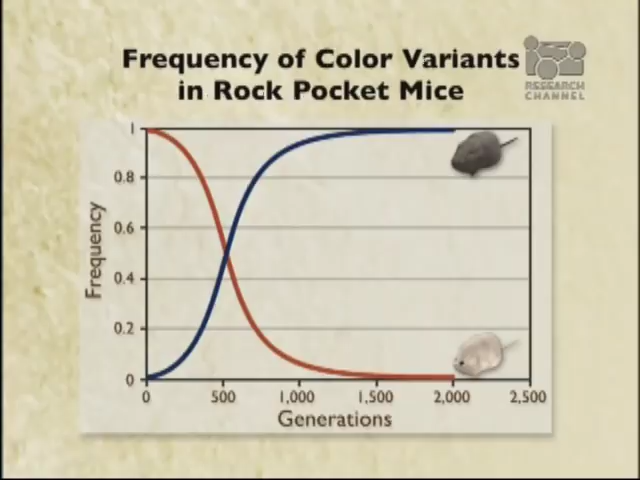 Frequency of Color Variants
in Rock Pocket Mice
RESEARCH
CHANNEL
Frequency
1
0.8
0.6
0.4
0.2
0
0 500 1,000 1,500 2,000 2,500
Generations